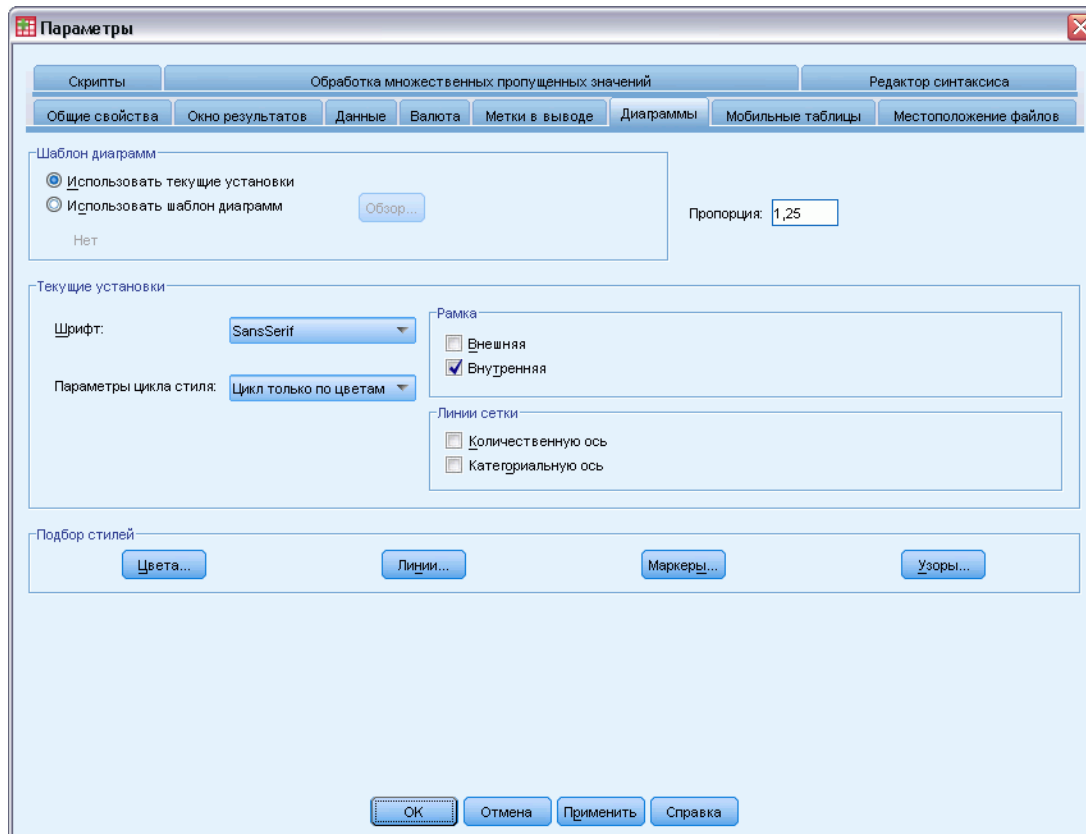 Параметры
Скрипты
Обработка множественных пропущенных значений
Редактор синтаксиса
Общие свойства
Окно результатов
Данные
Валюта
Метки в выводе
Диаграммы
Мобильные таблицы
Местоположение файлов
Шаблон диаграмм
Использовать текущие установки
Использовать шаблон диаграмм
Обзор...
Нет
Пропорция: 1,25
Текущие установки
Шрифт: SansSerif
Параметры цикла стиля: Цикл только по цветам
Рамка
Внешняя
Внутренняя
Линии сетки
Количественную ось
Категориальную ось
Подбор стилей
Цвета...
Линии...
Маркеры...
Узоры...
OK
Отмена
Применить
Справка